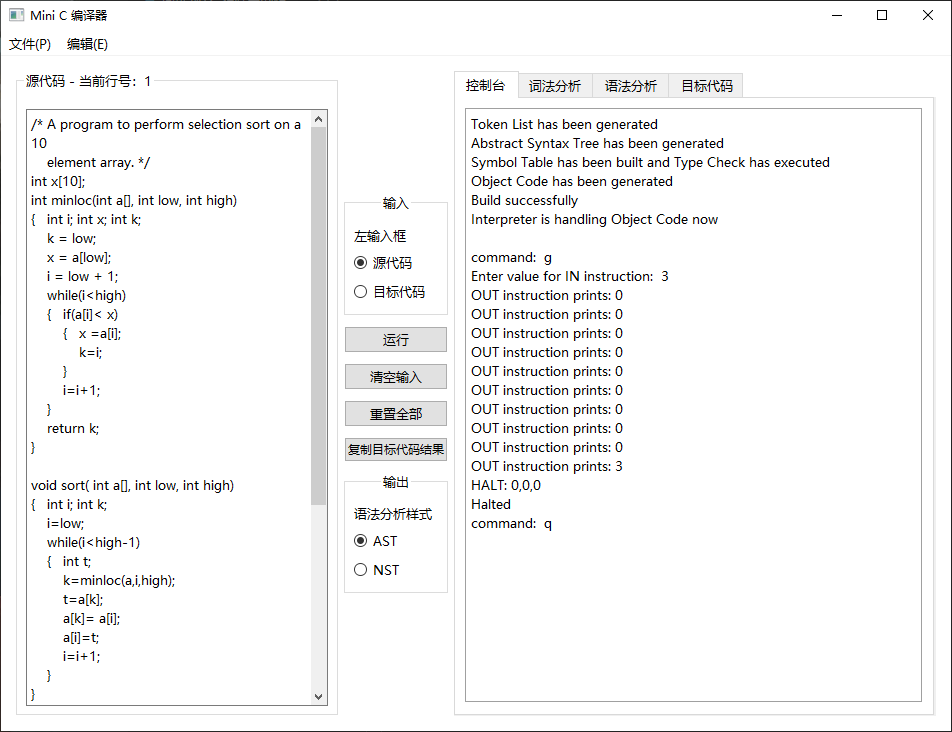 Mini C 编译器
文件(P) 编辑(E)
源代码 - 当前行号：1
/* A program to perform selection sort on a
10
element array. */
int x[10];
int minloc(int a[], int low, int high)
{ int i; int x; int k;
k = low;
x = a[low];
i = low + 1;
while(i<high)
{ if(a[i]< x)
{ x =a[i];
k=i;
}
i=i+1;
}
return k;
}
void sort( int a[], int low, int high)
{ int i; int k;
i=low;
while(i<high-1)
{ int t;
k=minloc(a,i,high);
t=a[k];
a[k]= a[i];
a[i]=t;
i=i+1;
}
}
输入
左输入框
源代码
目标代码
运行
清空输入
重置全部
复制目标代码结果
输出
语法分析样式
AST
NST
控制台 词法分析 语法分析 目标代码
Token List has been generated
Abstract Syntax Tree has been generated
Symbol Table has been built and Type Check has executed
Object Code has been generated
Build successfully
Interpreter is handling Object Code now
command: g
Enter value for IN instruction: 3
OUT instruction prints: 0
OUT instruction prints: 0
OUT instruction prints: 0
OUT instruction prints: 0
OUT instruction prints: 0
OUT instruction prints: 0
OUT instruction prints: 0
OUT instruction prints: 0
OUT instruction prints: 0
OUT instruction prints: 3
HALT: 0,0,0
Halted
command: q